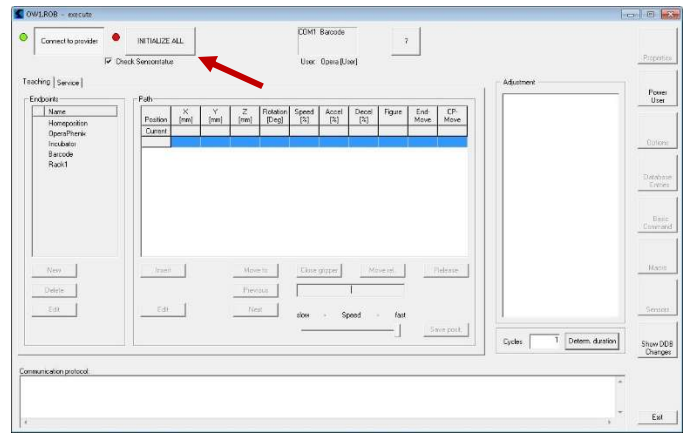 OW1.ROB - execute
Connect to provider
INITIALIZE ALL
COM1 Barcode
?
Check Sensorstatus
User: Opera [User]
Properties
Teaching
Service
Adjustment
Power User
Endpoints
Name
Homeposition
OperaPhenix
Incubator
Barcode
Rack1
Path
Position X [mm] Y [mm] Z [mm] Rotation [Deg] Speed [%] Accel [%] Decel [%] Figure End-Move CP-Move
Current
Options
Database Entries
Basic Command
New
Insert
Move to
Close gripper
Move rel.
Release
Macro
Delete
Previous
Edit
Edit
Next
slow - Speed - fast
Save posit.
Sensors
Cycles 1 Determ. duration
Show DDB Changes
Communication protocol:
Exit